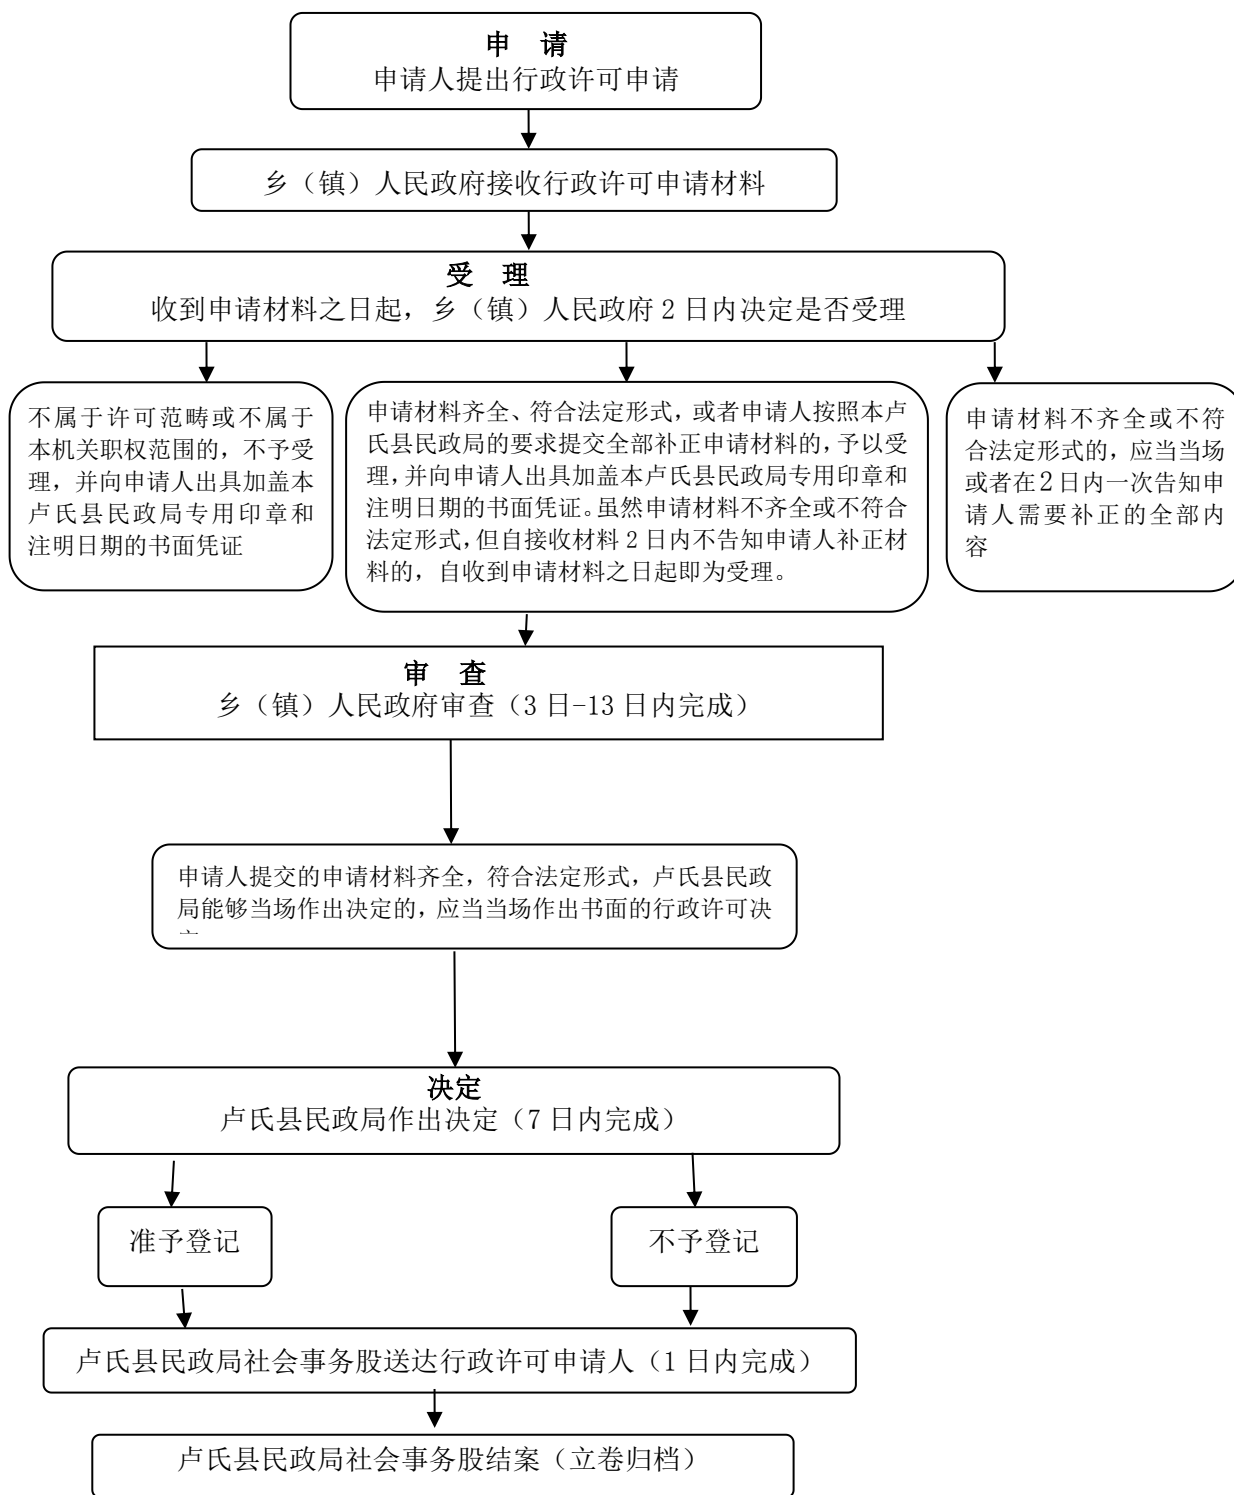 申 请
申请人提出行政许可申请
乡（镇）人民政府接收行政许可申请材料
受 理
收到申请材料之日起，乡（镇）人民政府 2 日内决定是否受理
不属于许可范畴或不属于
本机关职权范围的，不予受
理，并向申请人出具加盖本
卢氏县民政局专用印章和
注明日期的书面凭证
申请材料齐全、符合法定形式，或者申请人按照本卢
氏县民政局的要求提交全部补正申请材料的，予以受
理，并向申请人出具加盖本卢氏县民政局专用印章和
注明日期的书面凭证。虽然申请材料不齐全或不符合
法定形式，但自接收材料 2 日内不告知申请人补正材
料的，自收到申请材料之日起即为受理。
申请材料不齐全或不符
合法定形式的，应当当场
或者在2日内一次告知申
请人需要补正的全部内
容
审 查
乡（镇）人民政府审查（3 日-13 日内完成）
申请人提交的申请材料齐全，符合法定形式，卢氏县民政
局能够当场作出决定的，应当当场作出书面的行政许可决
决定
卢氏县民政局作出决定（7 日内完成）
准予登记
不予登记
卢氏县民政局社会事务股送达行政许可申请人（1 日内完成）
卢氏县民政局社会事务股结案（立卷归档）